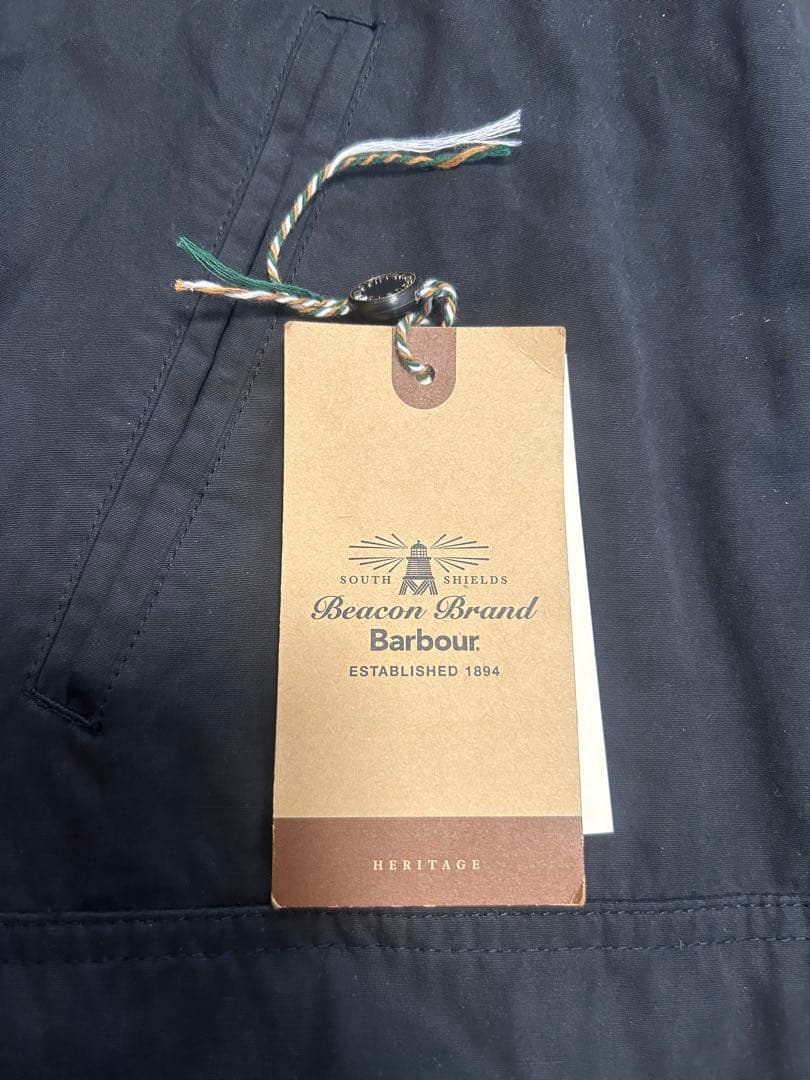 SOUTH SHIELDS
Beacon Brand
Barbour.
ESTABLISHED 1894
HERITAGE